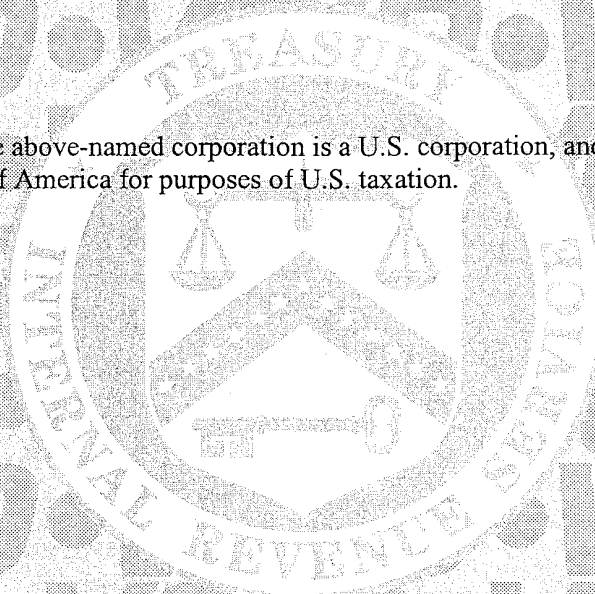 TREASURY
e above-named corporation is a U.S. corporation, and
f America for purposes of U.S. taxation.
INTERNAL REVENUE SERVICE